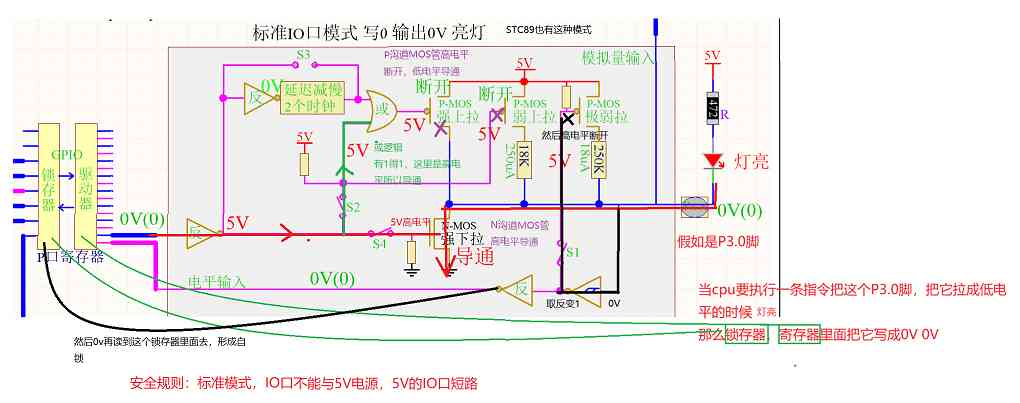 标准IO口模式 写0 输出0V 亮灯
STC89也有这种模式
S3
P沟道MOS管高电平
断开，低电平导通
5V
模拟量输入
5V
0V
反
延迟减慢
2个时钟
或
断开
P-MOS
强上拉
5V
断开
P-MOS
弱上拉
5V
P-MOS
极弱拉
然后高电平断开
472
R
GPIO
锁存器
驱动器
5V
5V
或逻辑
有1得1，这里是高电
平所以导通
18K
250uA
5V
250K
18uA
灯亮
S2
0V(0)
反
5V
S4
5V高电平
N-MOS
强下拉
导通
N沟道MOS管
高电平导通
0V(0)
假如是P3.0脚
S1
P口寄存器
电平输入
0V(0)
反
取反变1
0V
当cpu要执行一条指令把这个P3.0脚，把它拉成低电
平的时候 灯亮
那么锁存器，寄存器里面把它写成0V 0V
然后0v再读到这个锁存器里面去，形成自
锁
安全规则：标准模式，IO口不能与5V电源，5V的IO口短路